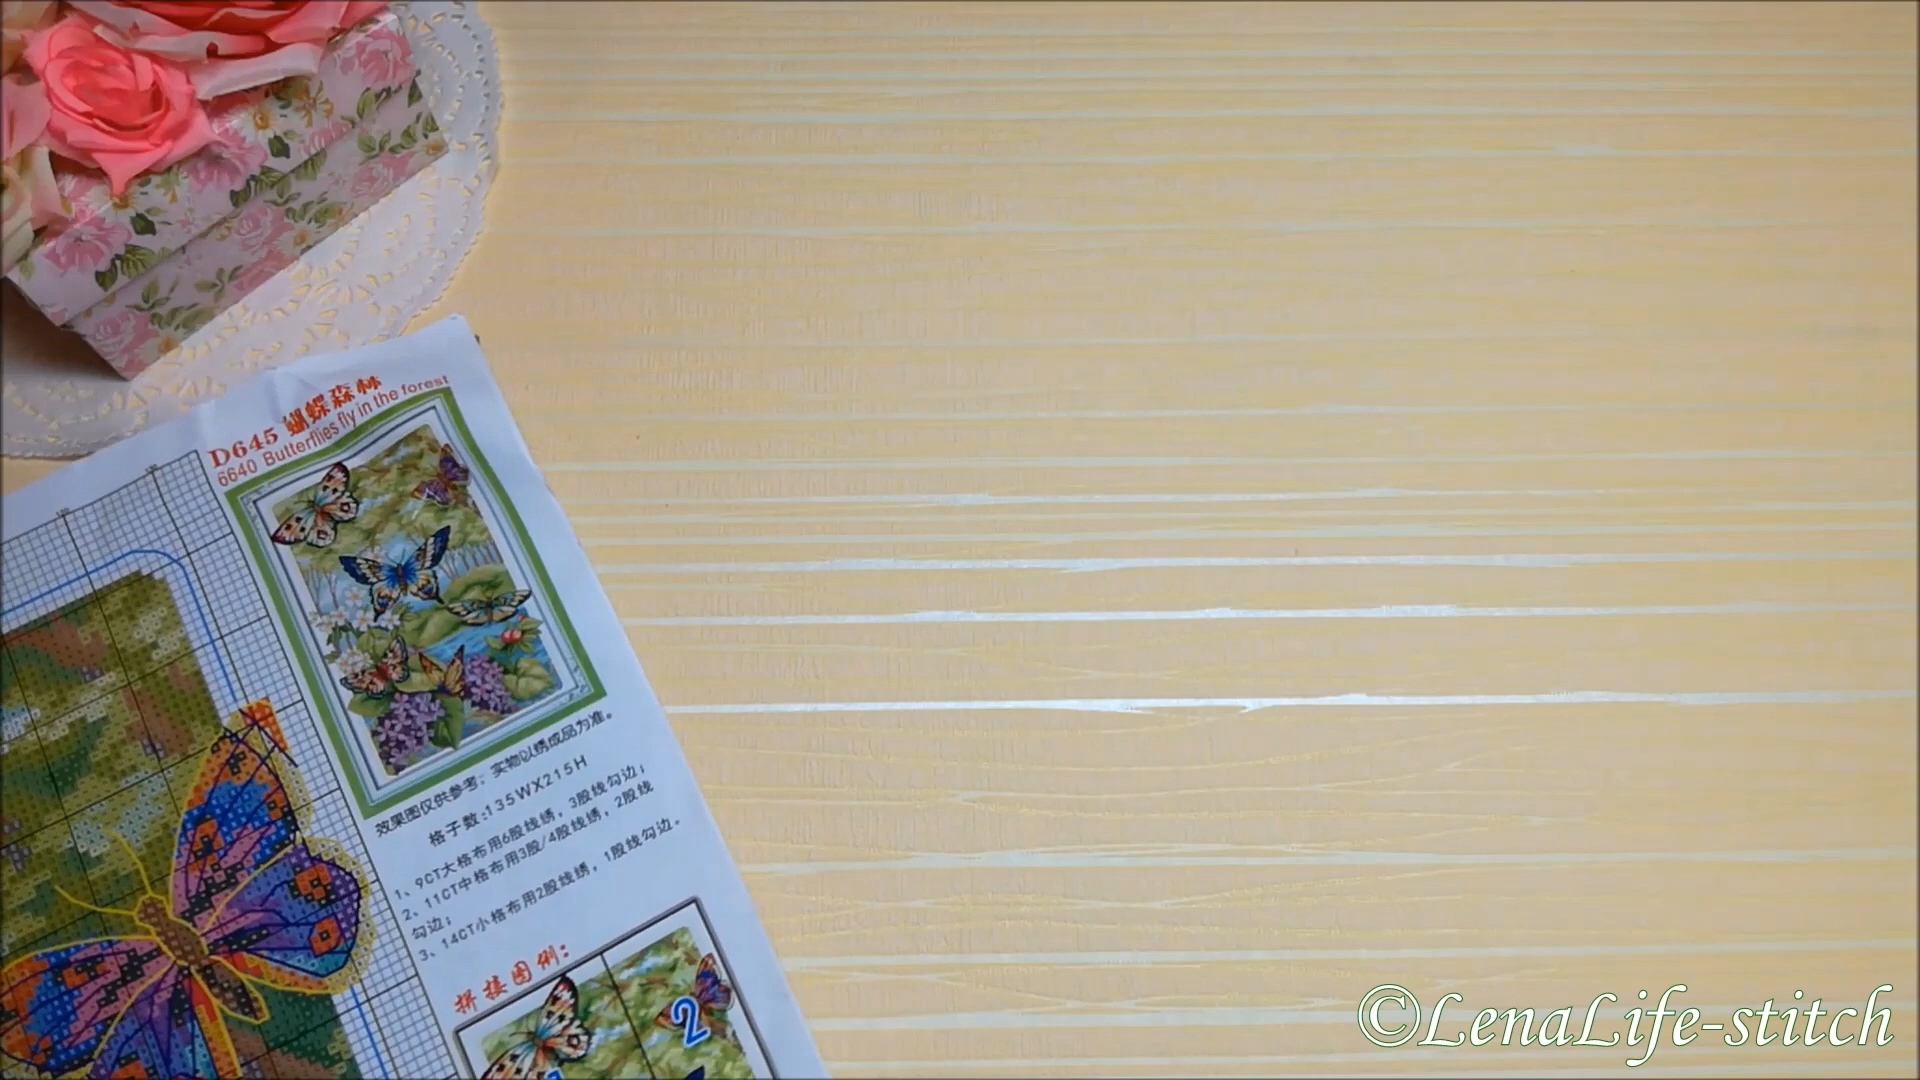 D645 蝴蝶森林
6640 Butterflies fly in the forest
效果图仅供参考；实物以绣成品为准。
格子数:135WX215H
1、9CT大格布用6股线绣，3股线勾边；
2、11CT中格布用3股/4股线绣，2股线
勾边；
3、14CT小格布用2股线绣，1股线勾边。
拼接图例:
2
1
©LenaLife-stitch